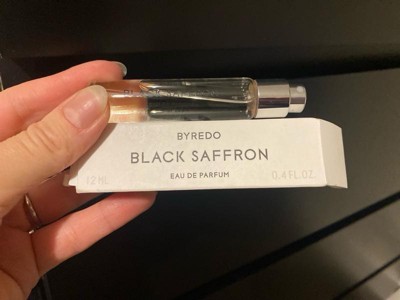 BYREDO
BLACK SAFFRON
12 ML. 0.4 FL.OZ.
EAU DE PARFUM